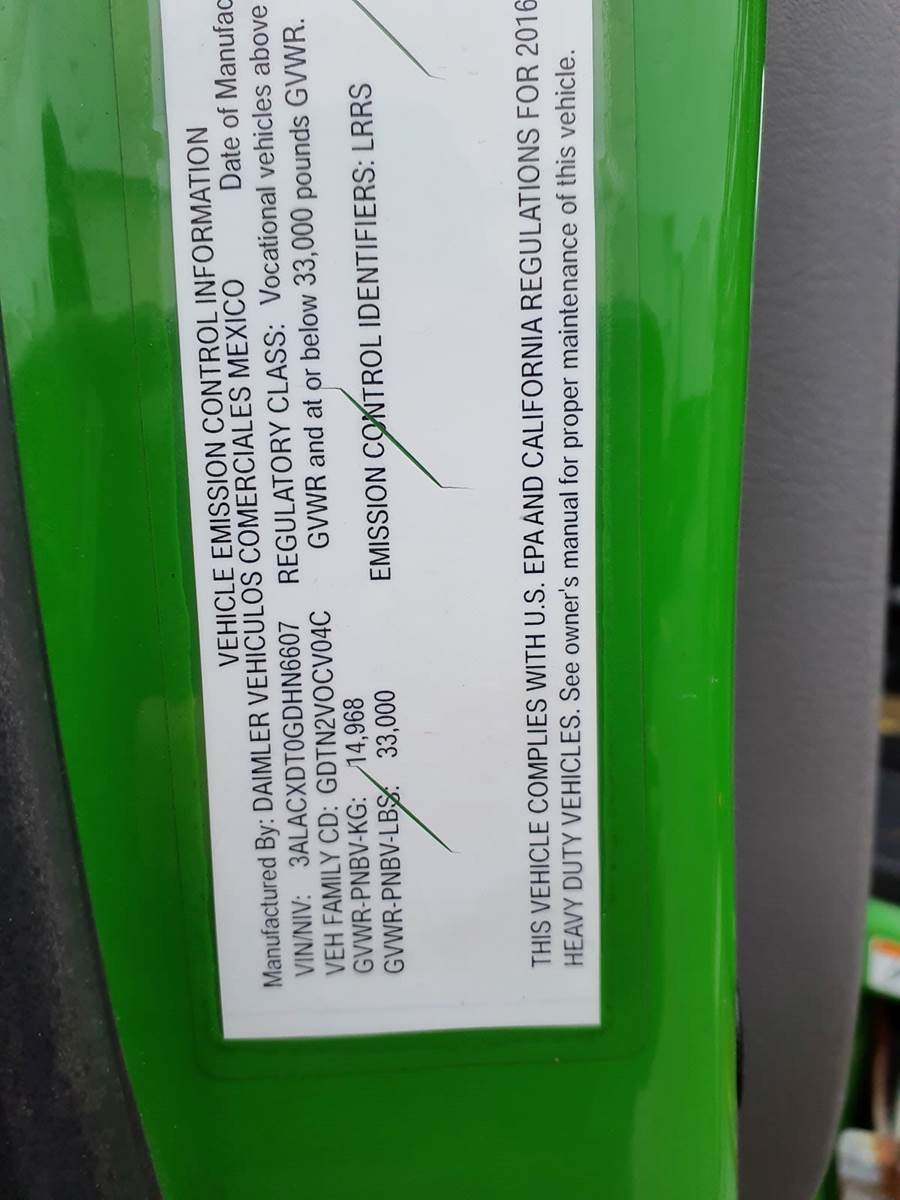 VEHICLE EMISSION CONTROL INFORMATION
Manufactured By: DAIMLER VEHICULOS COMERCIALES MEXICO Date of Manufac
VIN/NIV: 3ALACXDT0GDHN6607 REGULATORY CLASS: Vocational vehicles above
VEH FAMILY CD: GDTN2VOCV04C GVWR and at or below 33,000 pounds GVWR.
GVWR-PNBV-KG: 14,968
GVWR-PNBV-LBS: 33,000 EMISSION CONTROL IDENTIFIERS: LRRS
THIS VEHICLE COMPLIES WITH U.S. EPA AND CALIFORNIA REGULATIONS FOR 2016
HEAVY DUTY VEHICLES. See owner's manual for proper maintenance of this vehicle.